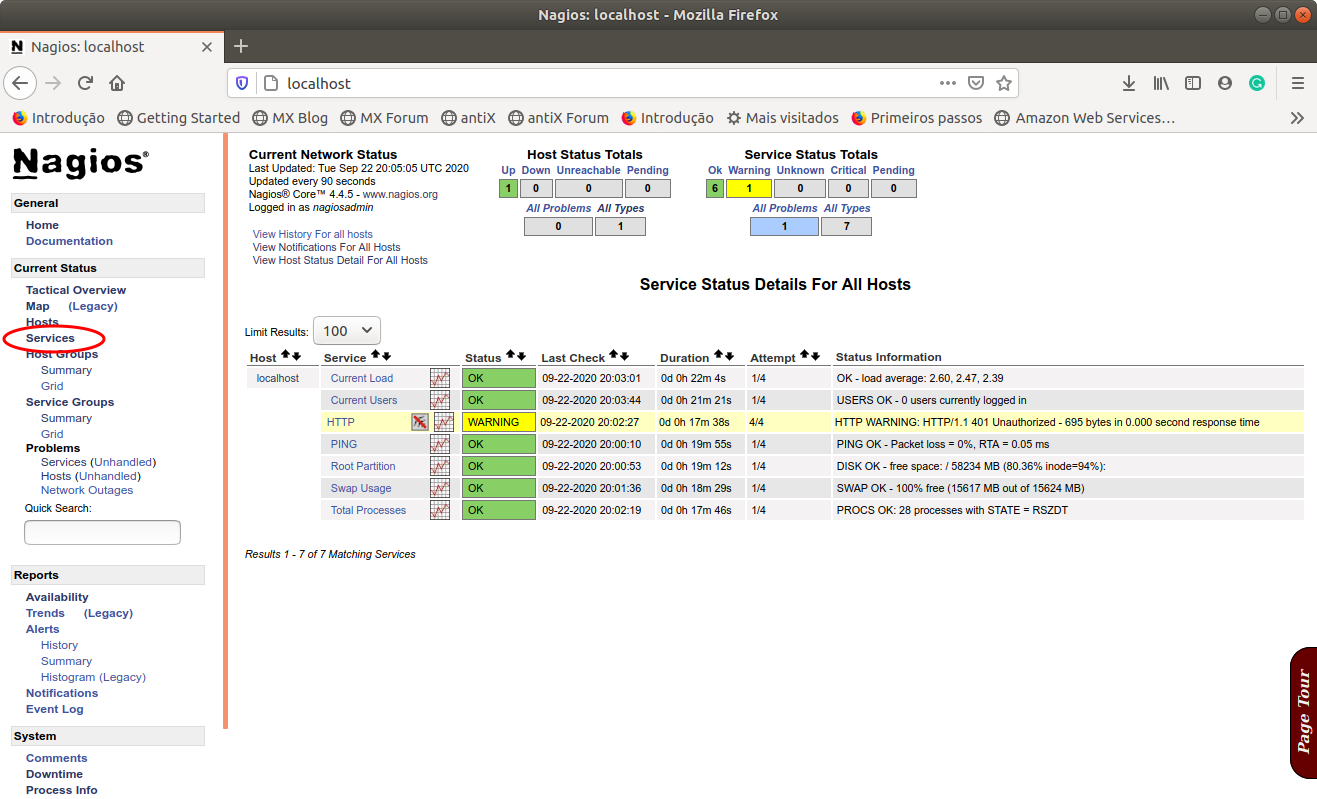 Nagios: localhost - Mozilla Firefox
Nagios: localhost
localhost
Introdução Getting Started MX Blog MX Forum antiX antiX Forum Introdução Mais visitados Primeiros passos Amazon Web Services…
Nagios®
General
Home
Documentation
Current Status
Tactical Overview
Map (Legacy)
Hosts
Services
Host Groups
Summary
Grid
Service Groups
Summary
Grid
Problems
Services (Unhandled)
Hosts (Unhandled)
Network Outages
Quick Search:
Reports
Availability
Trends (Legacy)
Alerts
History
Summary
Histogram (Legacy)
Notifications
Event Log
System
Comments
Downtime
Process Info
Current Network Status
Last Updated: Tue Sep 22 20:05:05 UTC 2020
Updated every 90 seconds
Nagios® Core™ 4.4.5 - www.nagios.org
Logged in as nagiosadmin
View History For all hosts
View Notifications For All Hosts
View Host Status Detail For All Hosts
Host Status Totals
Up Down Unreachable Pending
1 0 0 0
All Problems All Types
0 1
Service Status Totals
Ok Warning Unknown Critical Pending
6 1 0 0 0
All Problems All Types
1 7
Service Status Details For All Hosts
Limit Results: 100
Host Service Status Last Check Duration Attempt Status Information
localhost Current Load OK 09-22-2020 20:03:01 0d 0h 22m 4s 1/4 OK - load average: 2.60, 2.47, 2.39
Current Users OK 09-22-2020 20:03:44 0d 0h 21m 21s 1/4 USERS OK - 0 users currently logged in
HTTP WARNING 09-22-2020 20:02:27 0d 0h 17m 38s 4/4 HTTP WARNING: HTTP/1.1 401 Unauthorized - 695 bytes in 0.000 second response time
PING OK 09-22-2020 20:00:10 0d 0h 19m 55s 1/4 PING OK - Packet loss = 0%, RTA = 0.05 ms
Root Partition OK 09-22-2020 20:00:53 0d 0h 19m 12s 1/4 DISK OK - free space: / 58234 MB (80.36% inode=94%):
Swap Usage OK 09-22-2020 20:01:36 0d 0h 18m 29s 1/4 SWAP OK - 100% free (15617 MB out of 15624 MB)
Total Processes OK 09-22-2020 20:02:19 0d 0h 17m 46s 1/4 PROCS OK: 28 processes with STATE = RSZDT
Results 1 - 7 of 7 Matching Services
Page Tour